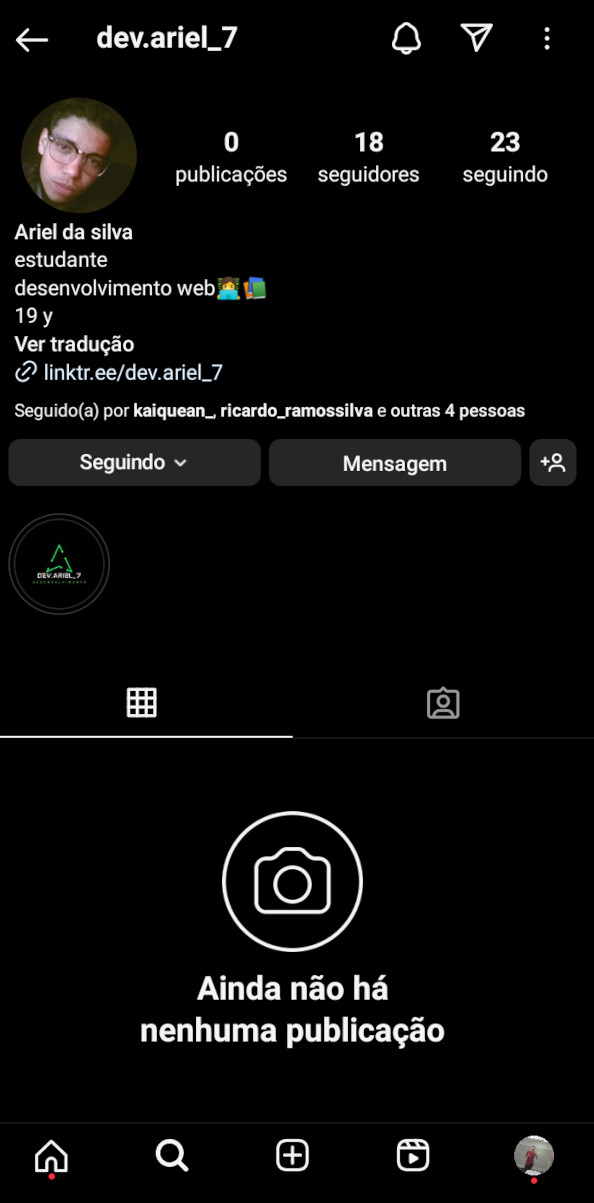 dev.ariel_7
0 18 23
publicações seguidores seguindo
Ariel da silva
estudante
desenvolvimento web👩‍💻📚
19 y
Ver tradução
linktr.ee/dev.ariel_7
Seguido(a) por kaiquean_, ricardo_ramossilva e outras 4 pessoas
Seguindo Mensagem
DEV.ARIEL_7
DESENVOLVIMENTO
Ainda não há
nenhuma publicação